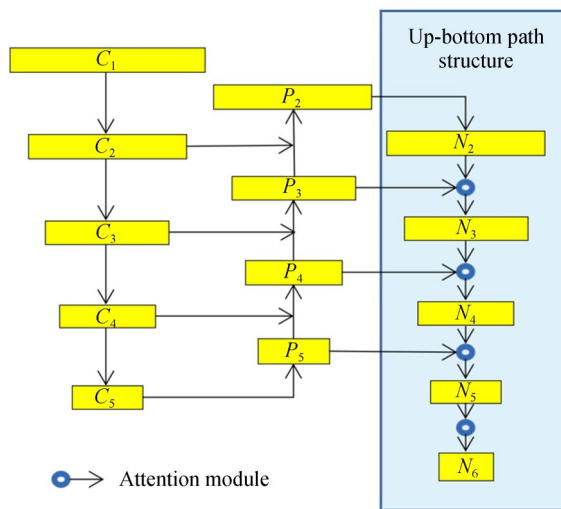 Up-bottom path
structure
C₁
C₂
C₃
C₄
C₅
P₂
P₃
P₄
P₅
N₂
N₃
N₄
N₅
N₆
Attention module